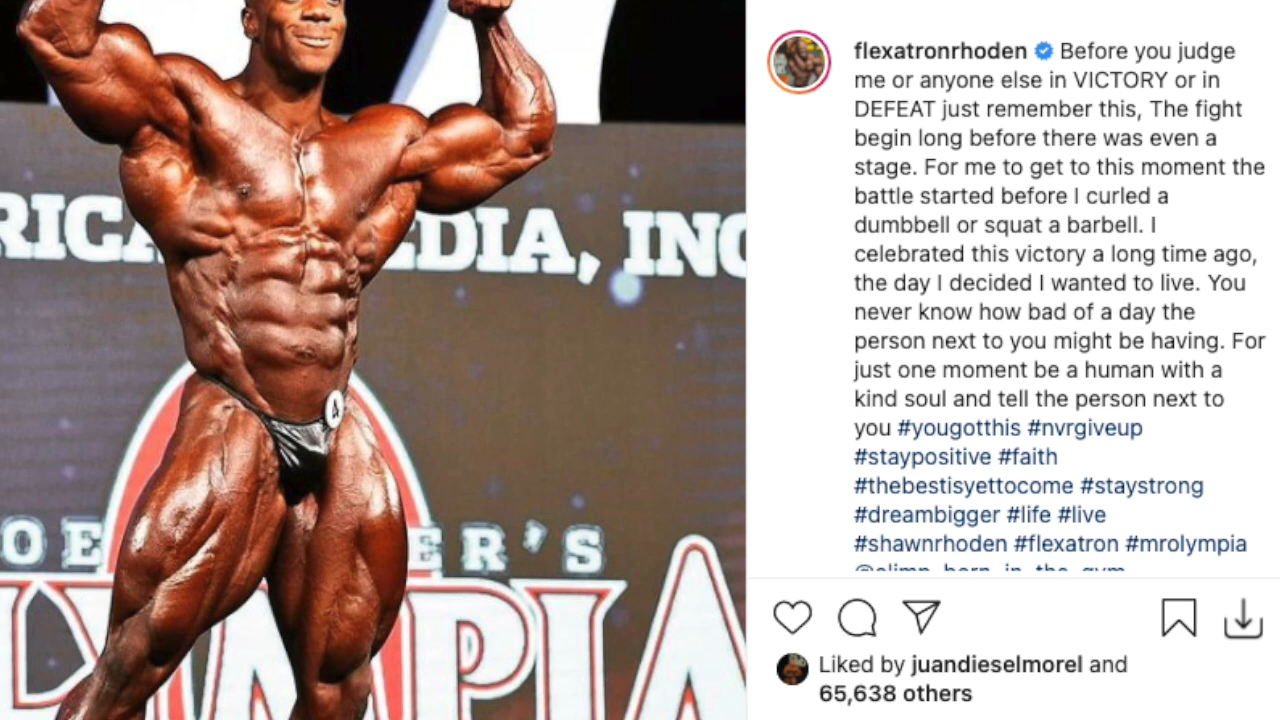 RICA EDIA, INC
4
OE ER'S
YMPIA
flexatronrhoden Before you judge
me or anyone else in VICTORY or in
DEFEAT just remember this, The fight
begin long before there was even a
stage. For me to get to this moment the
battle started before I curled a
dumbbell or squat a barbell. I
celebrated this victory a long time ago,
the day I decided I wanted to live. You
never know how bad of a day the
person next to you might be having. For
just one moment be a human with a
kind soul and tell the person next to
you #yougotthis #nvrgiveup
#staypositive #faith
#thebestisyettocome #staystrong
#dreambigger #life #live
#shawnrhoden #flexatron #mrolympia
Liked by juandieselmorel and
65,638 others